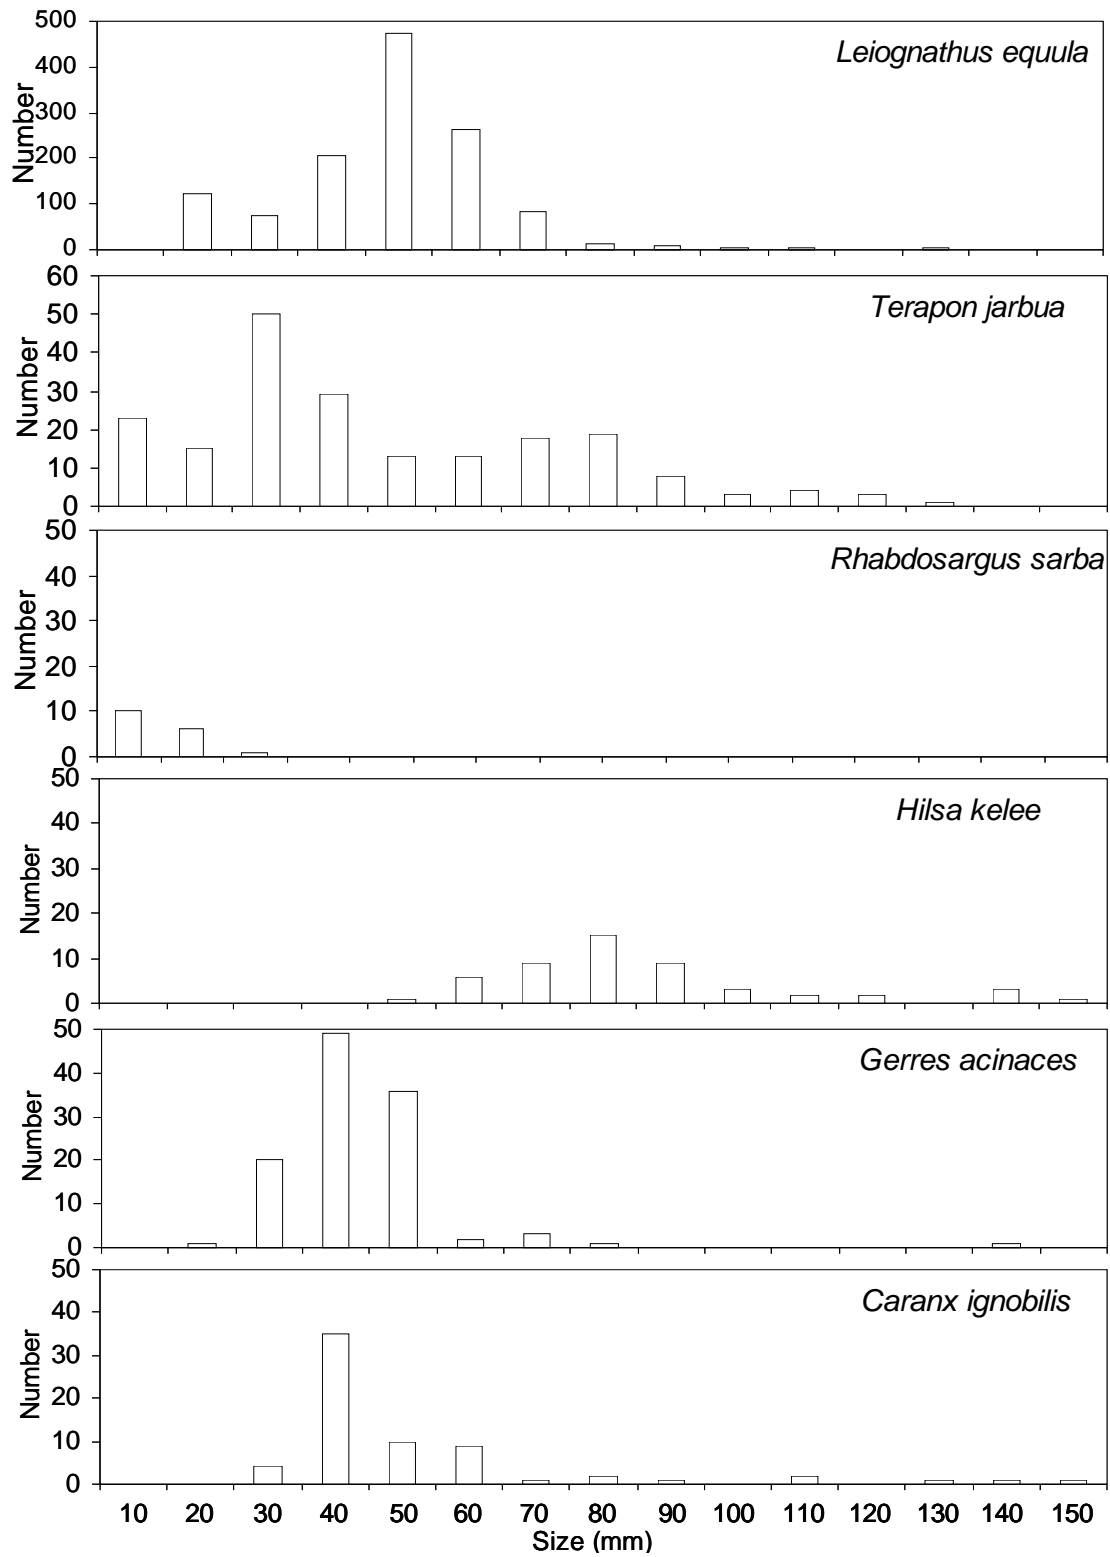 Leiognathus equula
Number
500
400
300
200
100
0
Terapon jarbua
Number
60
50
40
30
20
10
0
Rhabdosargus sarba
Number
50
40
30
20
10
0
Hilsa kelee
Number
50
40
30
20
10
0
Gerres acinaces
Number
50
40
30
20
10
0
Caranx ignobilis
Number
50
40
30
20
10
0
10 20 30 40 50 60 70 80 90 100 110 120 130 140 150
Size (mm)